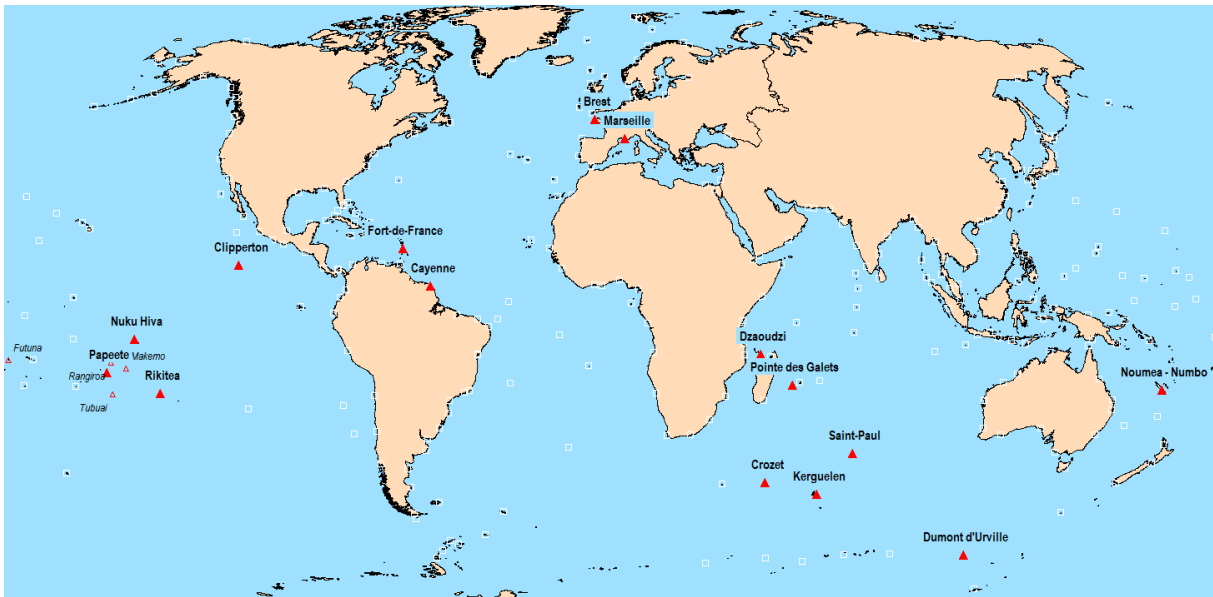 Brest
Marseille
Fort-de-France
Clipperton
Cayenne
Nuku Hiva
Futuna
Papeete
Makemo
Dzaoudzi
Rangiroa
Rikitea
Pointe des Galets
Noumea - Numbo
Tubuai
Saint-Paul
Crozet
Kerguelen
Dumont d'Urville